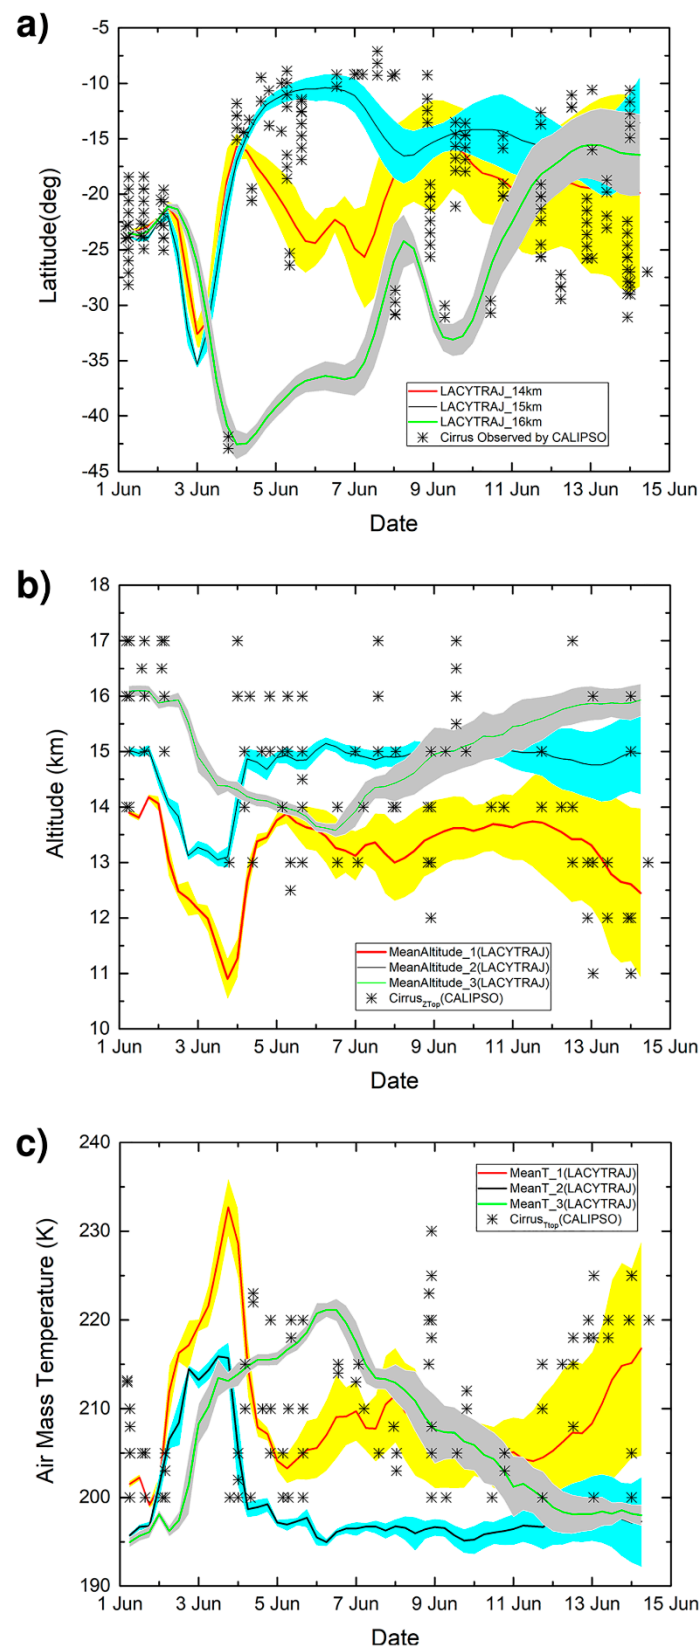 a)
-5
-10
-15
-20
-25
-30
-35
-40
-45
Latitude(deg)
LACYTRAJ_14km
LACYTRAJ_15km
LACYTRAJ_16km
Cirrus Observed by CALIPSO
1 Jun 3 Jun 5 Jun 7 Jun 9 Jun 11 Jun 13 Jun 15 Jun
Date
b)
18
17
16
15
14
13
12
11
10
Altitude (km)
MeanAltitude_1(LACYTRAJ)
MeanAltitude_2(LACYTRAJ)
MeanAltitude_3(LACYTRAJ)
Cirrus_ZTop(CALIPSO)
1 Jun 3 Jun 5 Jun 7 Jun 9 Jun 11 Jun 13 Jun 15 Jun
Date
c)
240
230
220
210
200
190
Air Mass Temperature (K)
MeanT_1(LACYTRAJ)
MeanT_2(LACYTRAJ)
MeanT_3(LACYTRAJ)
Cirrus_Ttop(CALIPSO)
1 Jun 3 Jun 5 Jun 7 Jun 9 Jun 11 Jun 13 Jun 15 Jun
Date